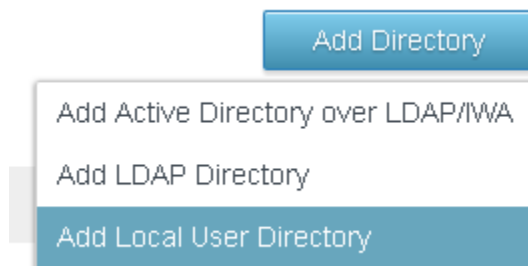 Add Directory
Add Active Directory over LDAP/IWA
Add LDAP Directory
Add Local User Directory